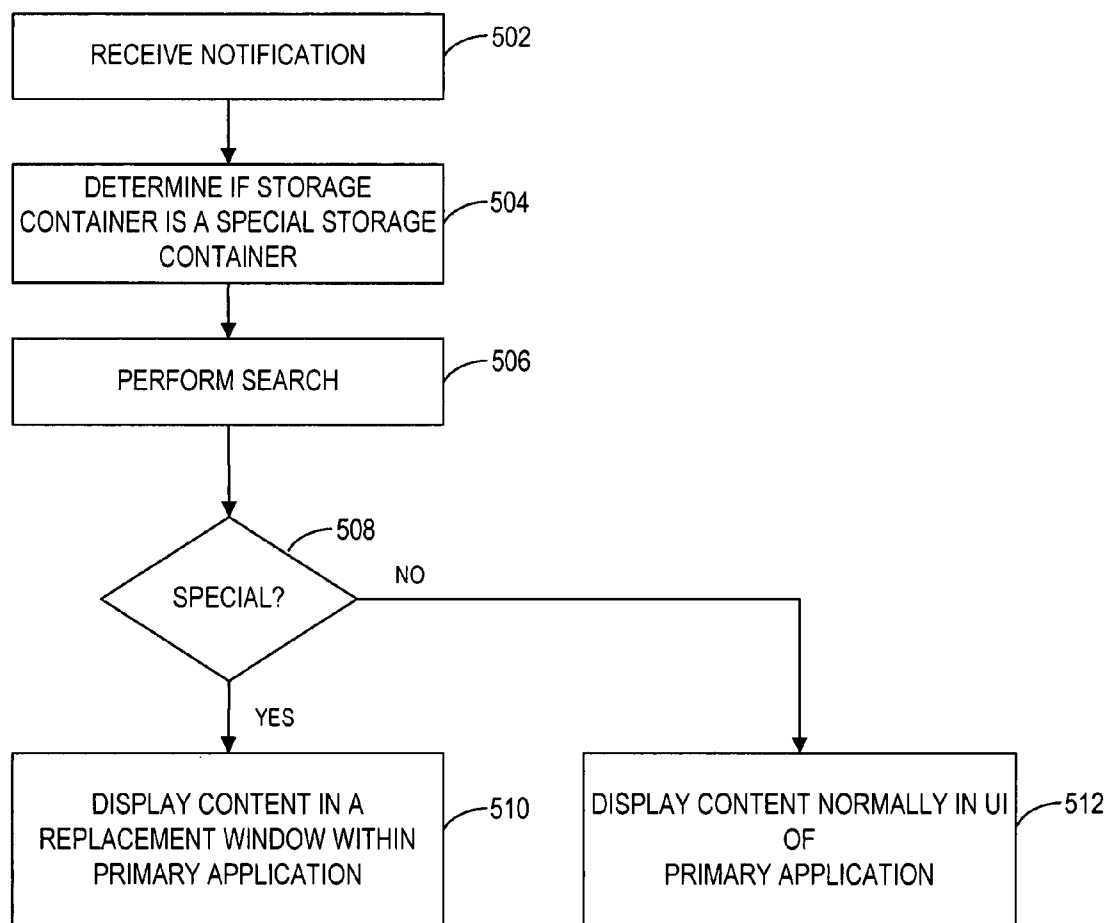 RECEIVE NOTIFICATION
502
DETERMINE IF STORAGE
CONTAINER IS A SPECIAL STORAGE
CONTAINER
504
PERFORM SEARCH
506
508
SPECIAL?
NO
YES
DISPLAY CONTENT IN A
REPLACEMENT WINDOW WITHIN
PRIMARY APPLICATION
510
DISPLAY CONTENT NORMALLY IN UI
OF
PRIMARY APPLICATION
512